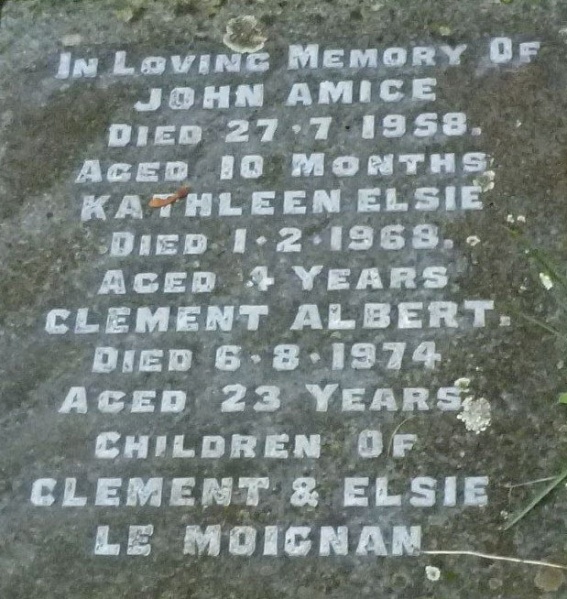 In Loving Memory Of
JOHN AMICE
Died 27·7 1958.
Aged 10 Months
KATHLEEN ELSIE
Died 1·2·1968.
Aged 4 Years
CLEMENT ALBERT.
Died 6·8·1974
Aged 23 Years
Children Of
CLEMENT & ELSIE
LE MOIGNAN